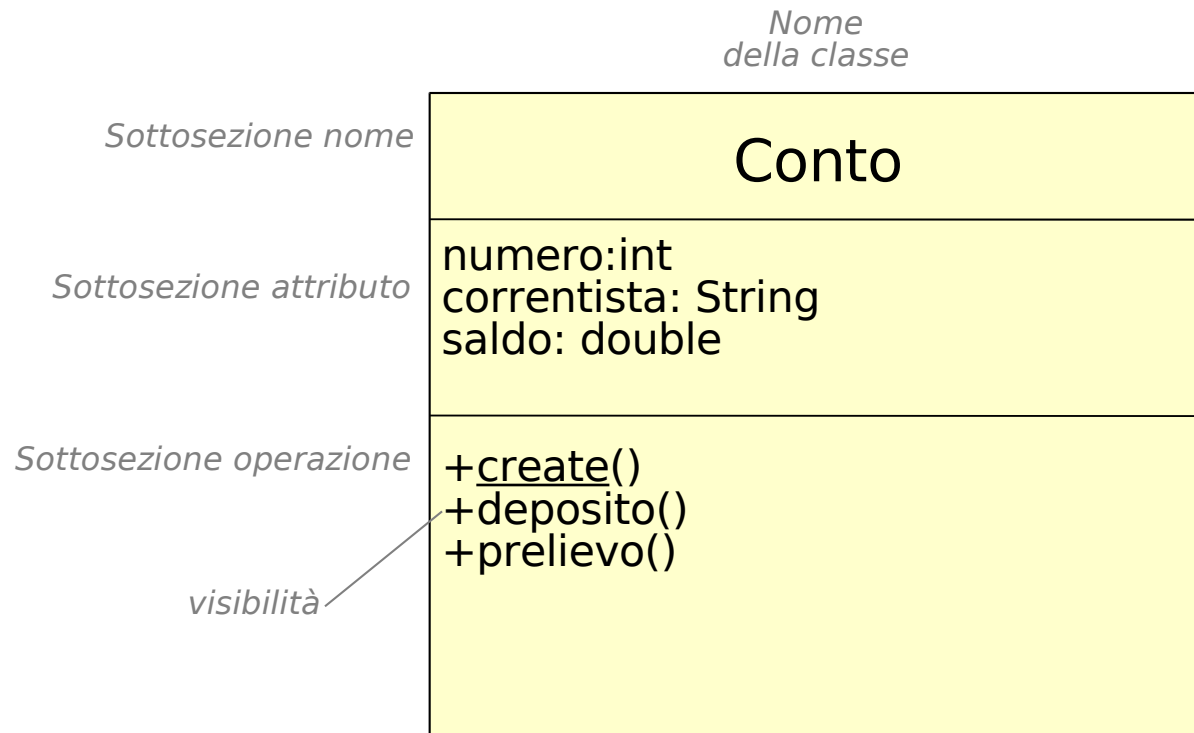 Nome
della classe
Sottosezione nome
Conto
Sottosezione attributo
numero:int
correntista: String
saldo: double
Sottosezione operazione
+create()
+deposito()
+prelievo()
visibilità